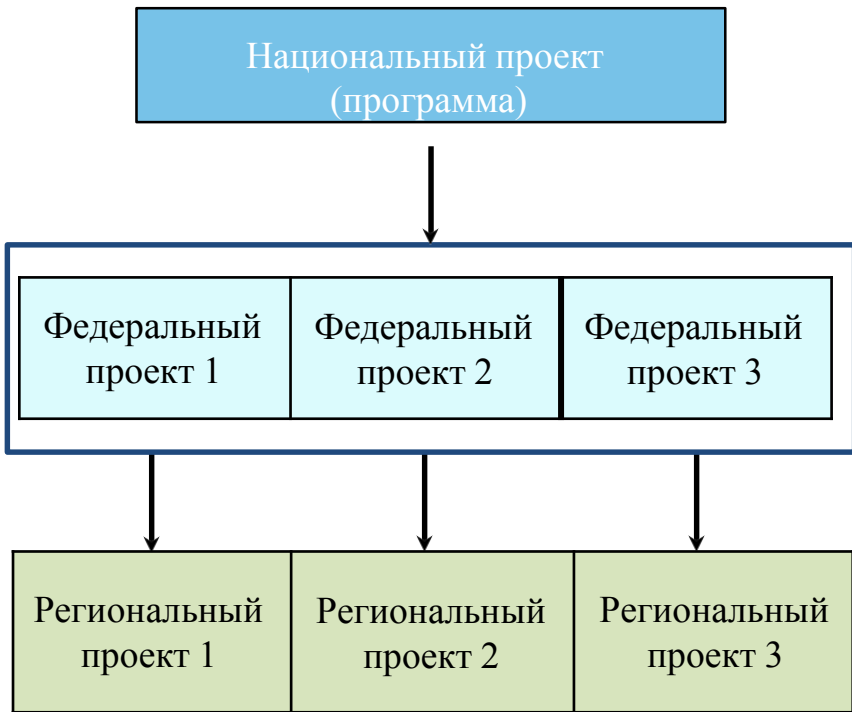 Национальный проект
(программа)
Федеральный
проект 1
Федеральный
проект 2
Федеральный
проект 3
Региональный
проект 1
Региональный
проект 2
Региональный
проект 3